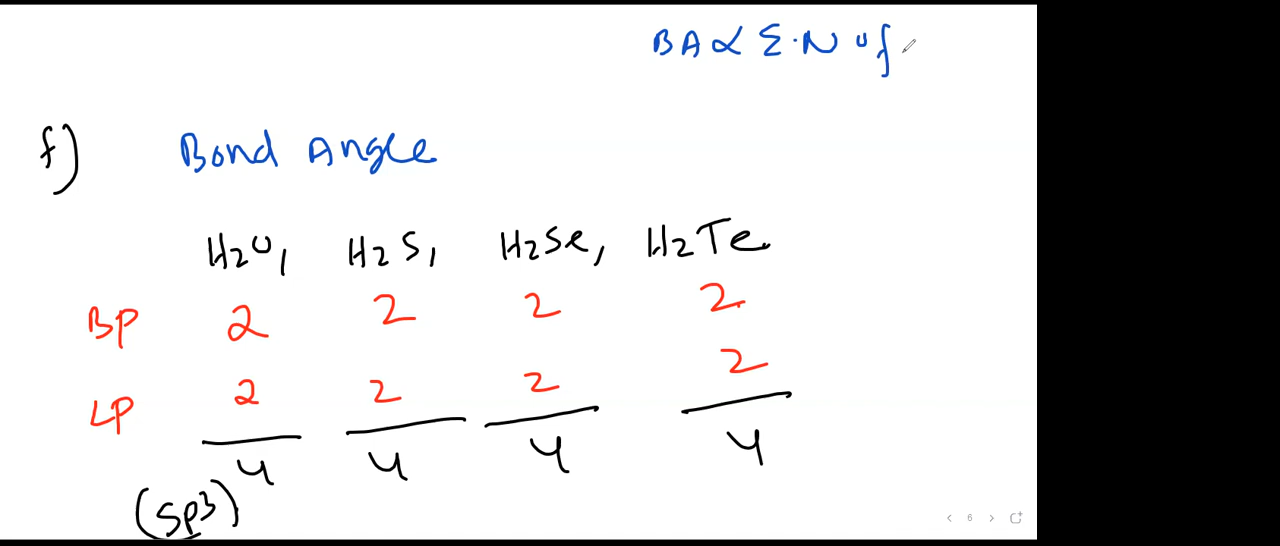 BA ∝ E.N of
f) Bond Angle
H2O, H2S, H2Se, H2Te
BP 2 2 2 2
LP 2 2 2 2
4 4 4 4
(sp3)
< 6 >